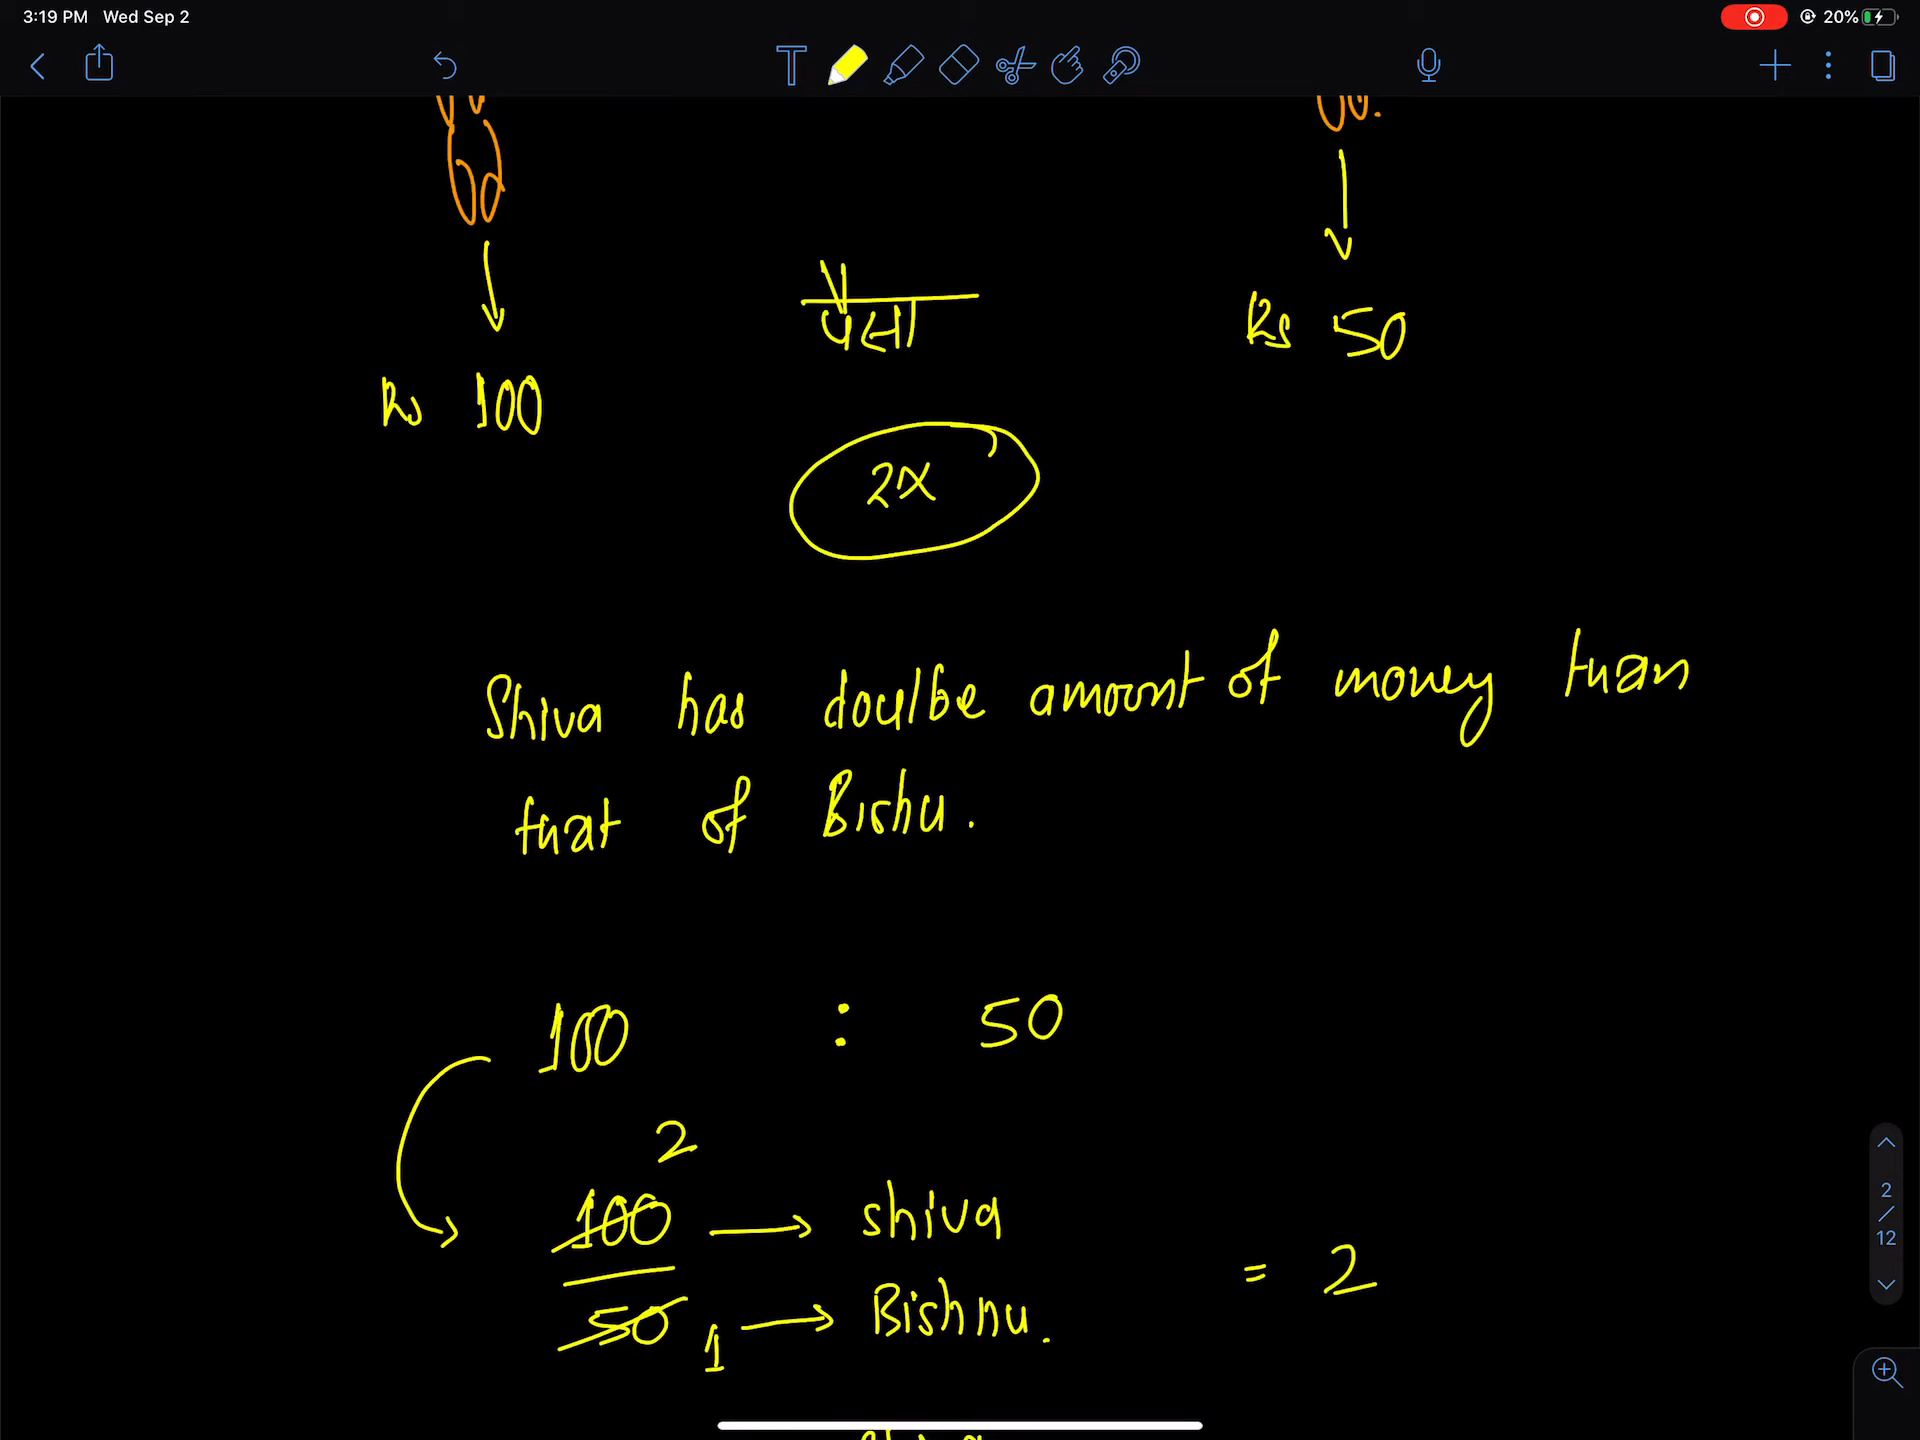 3:19 PM Wed Sep 2
20%
T
Rs 50
पैसा
Rs 100
2x
Shiva has doulbe amount of money than
that of Bishu.
100 : 50
2
100 → shiva
= 2
50 1 → Bishnu.
2
/
12